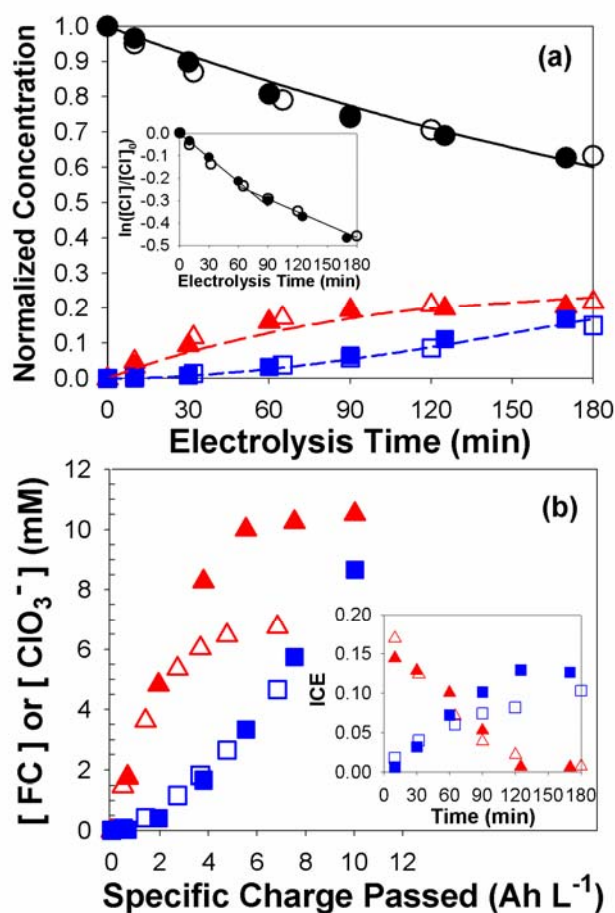 (a)
Normalized Concentration
1.0
0.9
0.8
0.7
0.6
0.5
0.4
0.3
0.2
0.1
0.0
0 30 60 90 120 150 180
Electrolysis Time (min)
ln([Cl⁻]/[Cl⁻]₀)
0.0
-0.1
-0.2
-0.3
-0.4
-0.5
0 30 60 90 120 150 180
Electrolysis Time (min)
(b)
[ FC ] or [ ClO₃⁻ ] (mM)
12
10
8
6
4
2
0
0 2 4 6 8 10 12
Specific Charge Passed (Ah L⁻¹)
ICE
0.20
0.15
0.10
0.05
0.00
0 30 60 90 120 150 180
Time (min)